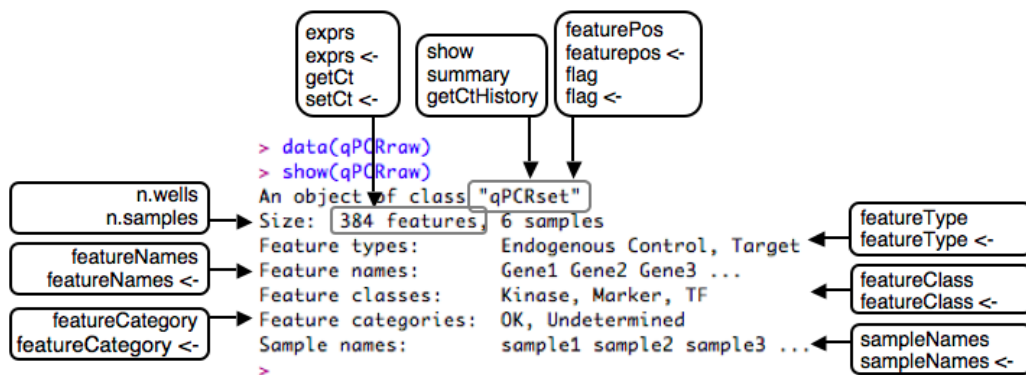 exprs
exprs <-
getCt
setCt <-
show
summary
getCtHistory
featurePos
featurepos <-
flag
flag <-
> data(qPCRraw)
> show(qPCRraw)
An object of class "qPCRset"
Size: 384 features, 6 samples
Feature types: Endogenous Control, Target
Feature names: Gene1 Gene2 Gene3 ...
Feature classes: Kinase, Marker, TF
Feature categories: OK, Undetermined
Sample names: sample1 sample2 sample3 ...
>
n.wells
n.samples
featureNames
featureNames <-
featureCategory
featureCategory <-
featureType
featureType <-
featureClass
featureClass <-
sampleNames
sampleNames <-